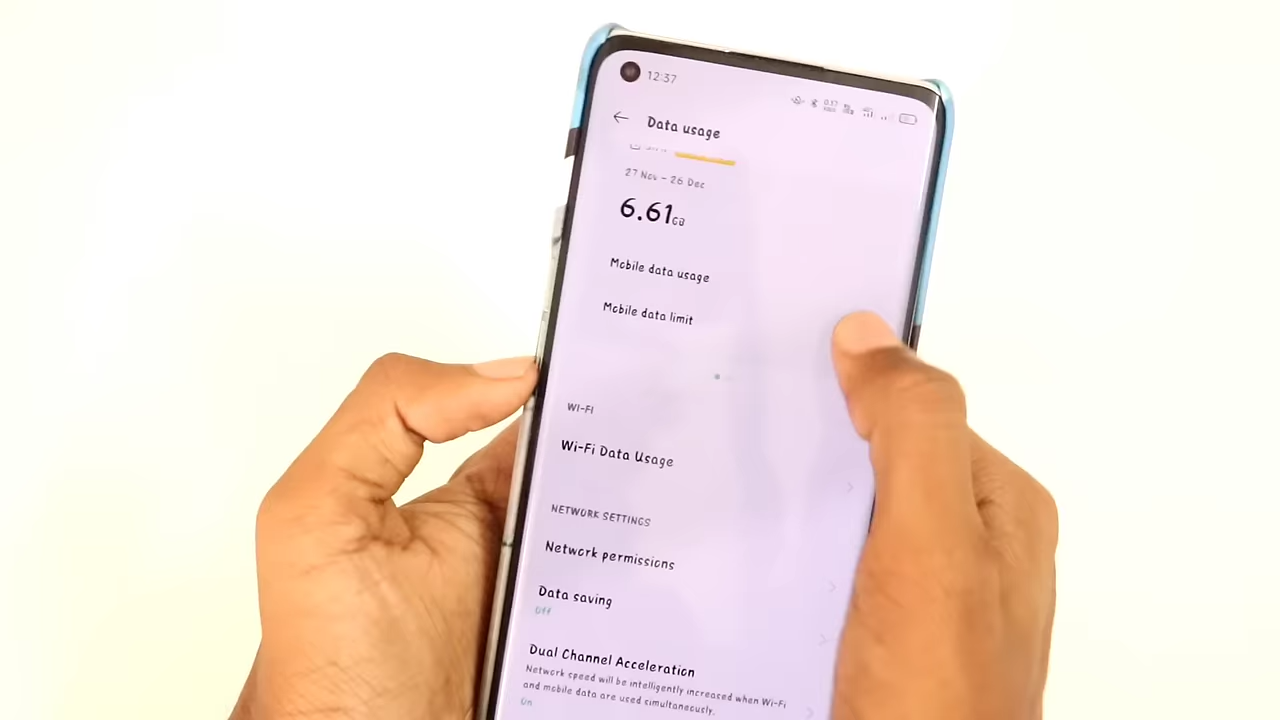 12:37
Data usage
27 Nov - 26 Dec
6.61GB
Mobile data usage
Mobile data limit
WI-FI
Wi-Fi Data Usage
NETWORK SETTINGS
Network permissions
Data saving
Off
Dual Channel Acceleration
Network speed will be intelligently increased when Wi-Fi
and mobile data are used simultaneously.
On